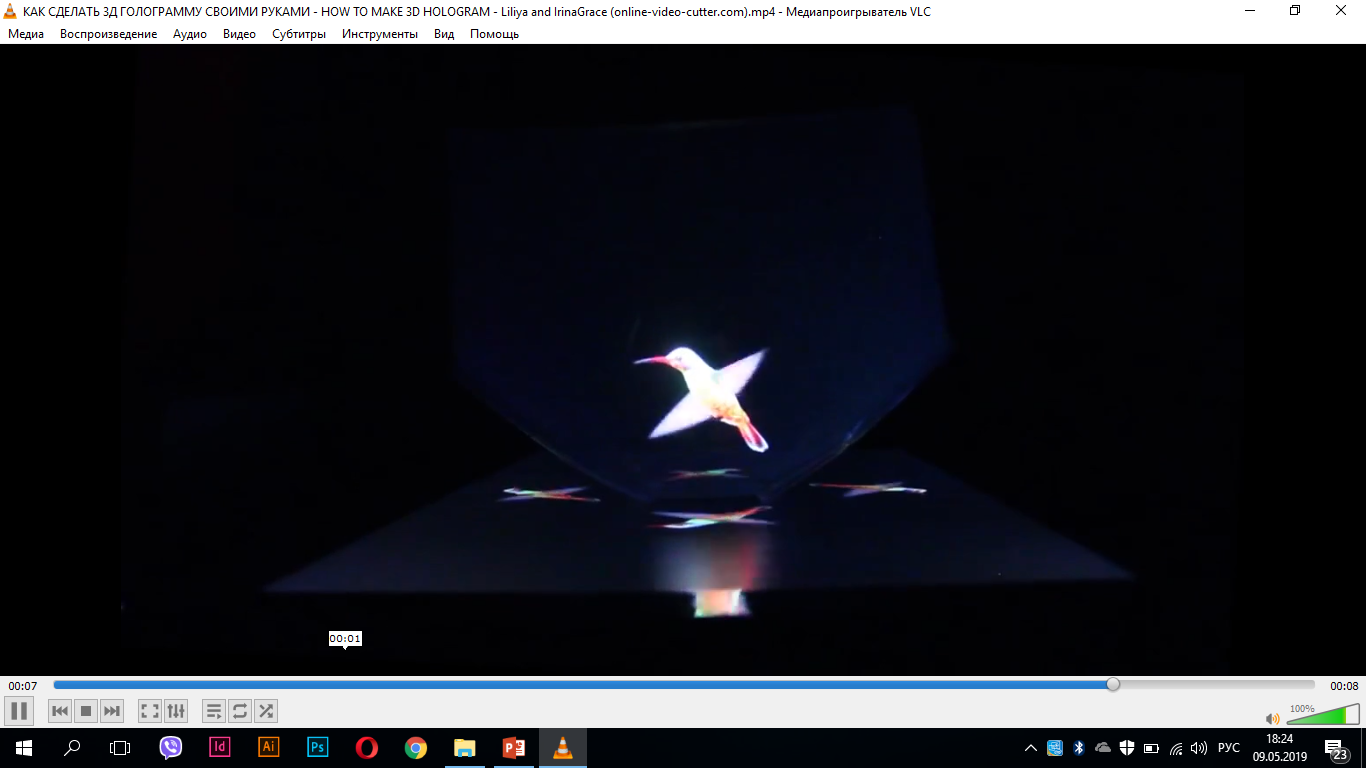 КАК СДЕЛАТЬ 3Д ГОЛОГРАММУ СВОИМИ РУКАМИ - HOW TO MAKE 3D HOLOGRAM - Liliya and IrinaGrace (online-video-cutter.com).mp4 - Медиапроигрыватель VLC
Медиа Воспроизведение Аудио Видео Субтитры Инструменты Вид Помощь
00:01
00:07 00:08
100%
Id Ai Ps РУС 18:24
09.05.2019
23